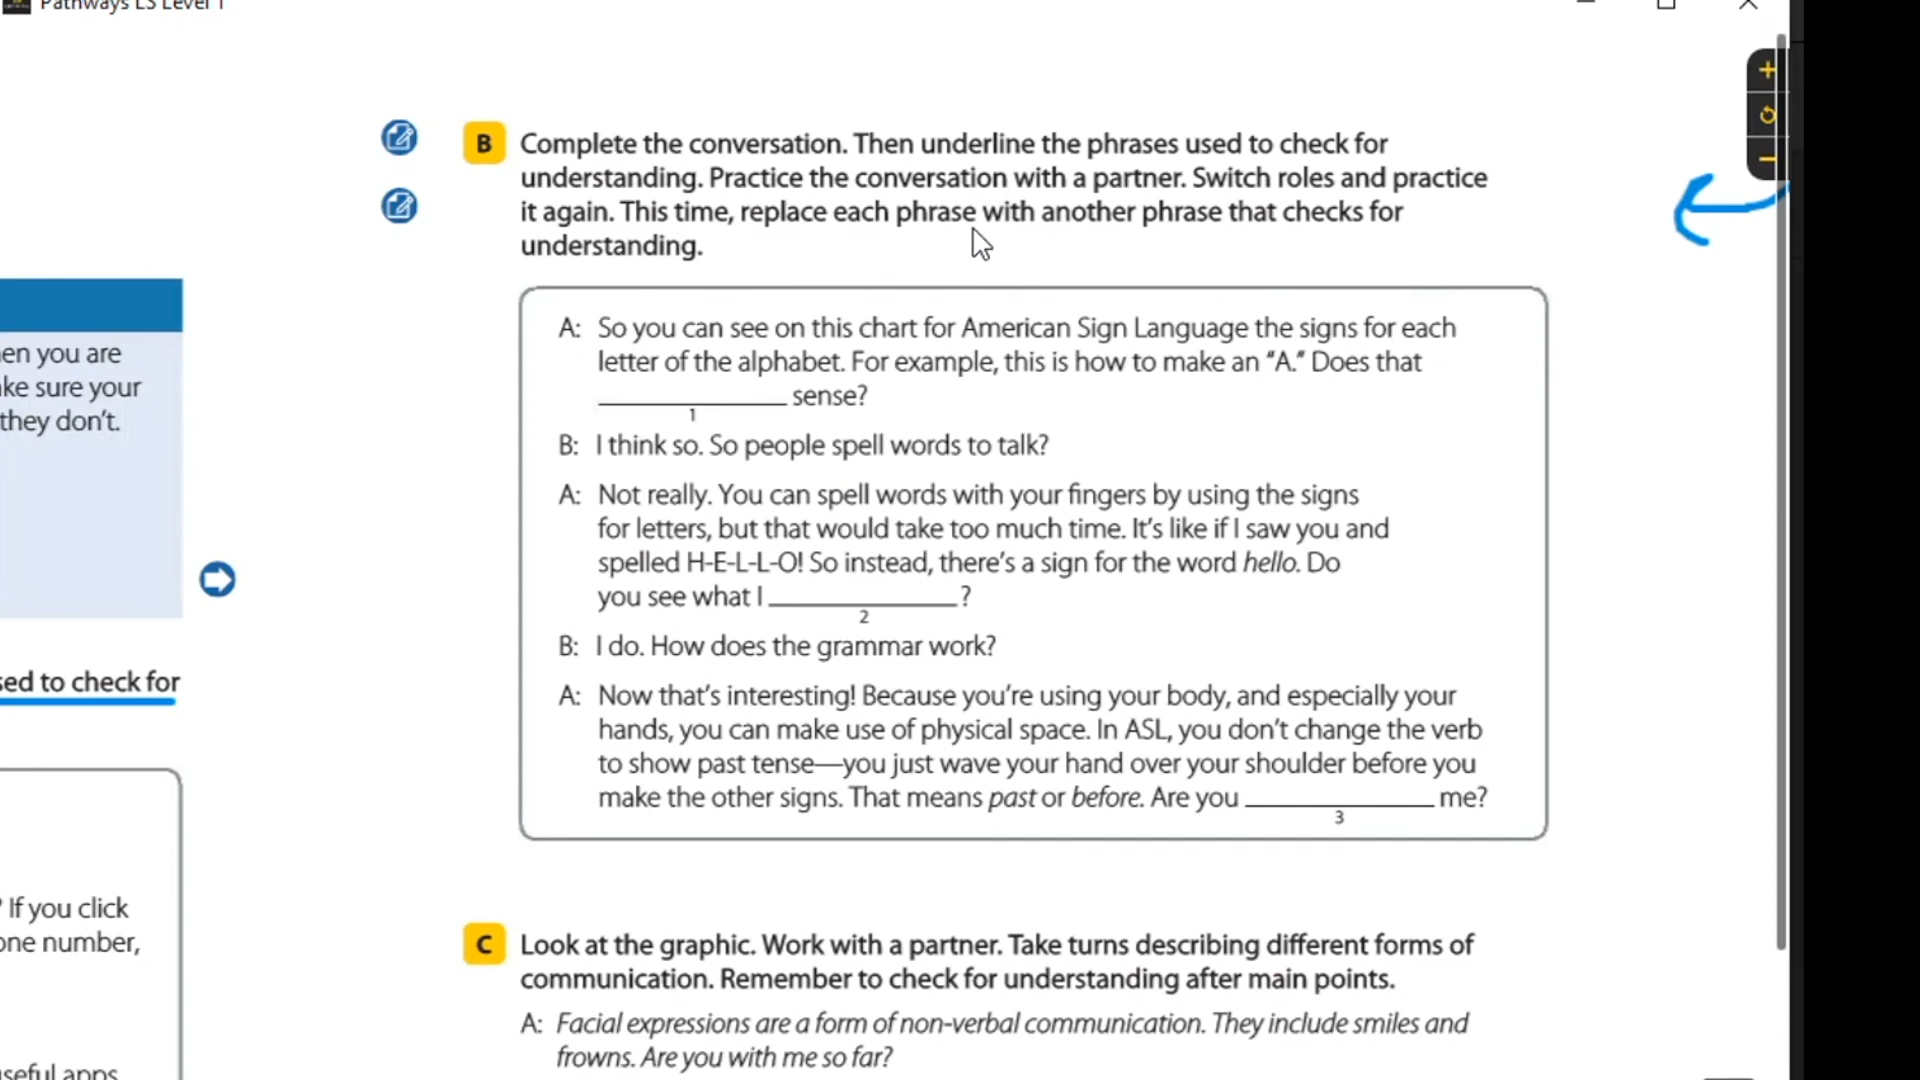 Pathways LS Level 1
B Complete the conversation. Then underline the phrases used to check for
understanding. Practice the conversation with a partner. Switch roles and practice
it again. This time, replace each phrase with another phrase that checks for
understanding.
A: So you can see on this chart for American Sign Language the signs for each
letter of the alphabet. For example, this is how to make an “A.” Does that
____________ sense?
1
B: I think so. So people spell words to talk?
A: Not really. You can spell words with your fingers by using the signs
for letters, but that would take too much time. It’s like if I saw you and
spelled H-E-L-L-O! So instead, there’s a sign for the word hello. Do
you see what I ____________?
2
B: I do. How does the grammar work?
A: Now that’s interesting! Because you’re using your body, and especially your
hands, you can make use of physical space. In ASL, you don’t change the verb
to show past tense—you just wave your hand over your shoulder before you
make the other signs. That means past or before. Are you ____________ me?
3
C Look at the graphic. Work with a partner. Take turns describing different forms of
communication. Remember to check for understanding after main points.
A: Facial expressions are a form of non-verbal communication. They include smiles and
frowns. Are you with me so far?
en you are
ke sure your
they don’t.
sed to check for
? If you click
one number,
seful apps